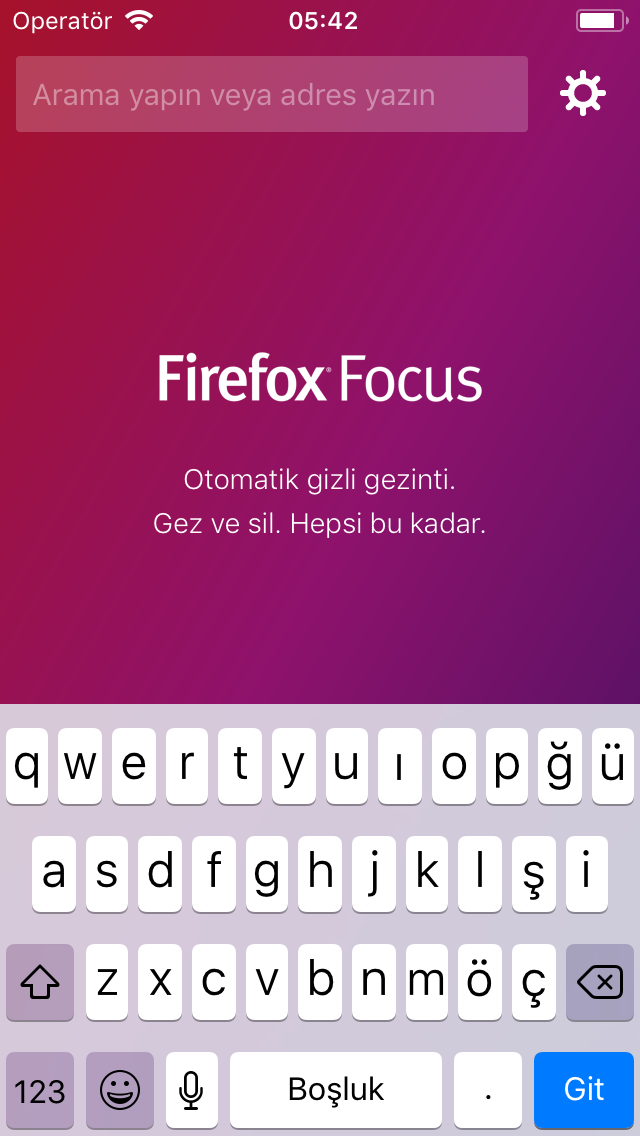 Operatör 05:42
Arama yapın veya adres yazın
Firefox® Focus
Otomatik gizli gezinti.
Gez ve sil. Hepsi bu kadar.
q w e r t y u ı o p ğ ü
a s d f g h j k l ş i
z x c v b n m ö ç
123 Boşluk . Git